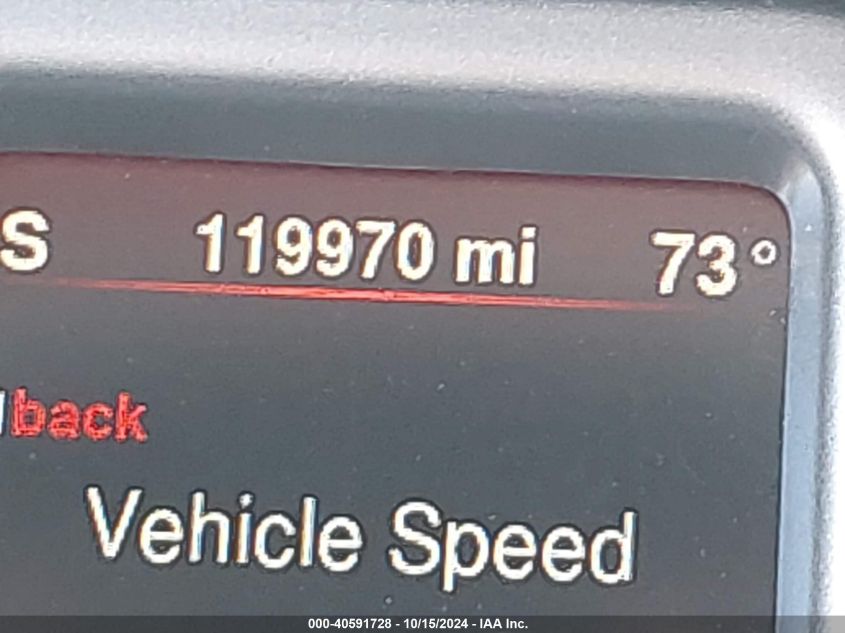 S 119970 mi 73°
back
Vehicle Speed
000-40591728 - 10/15/2024 - IAA Inc.